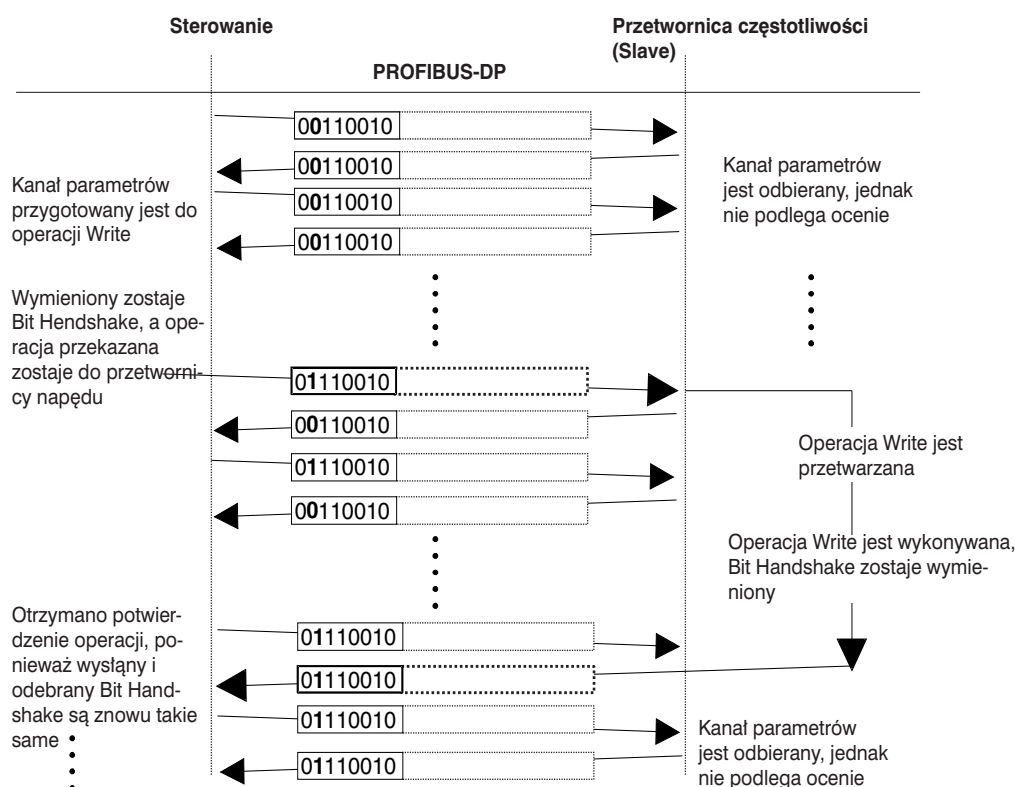 Sterowanie
Przetwornica częstotliwości
(Slave)
PROFIBUS-DP
00110010
00110010
00110010
00110010
Kanał parametrów
przygotowany jest do
operacji Write
Kanał parametrów
jest odbierany, jednak
nie podlega ocenie
Wymieniony zostaje
Bit Hendshake, a ope-
racja przekazana
zostaje do przetworni-
cy napędu
01110010
00110010
01110010
00110010
Operacja Write jest
przetwarzana
Operacja Write jest wykonywana,
Bit Handshake zostaje wymie-
niony
Otrzymano potwier-
dzenie operacji, po-
nieważ wysłąny i
odebrany Bit Hand-
shake są znowu takie
same
01110010
01110010
01110010
01110010
Kanał parametrów
jest odbierany, jednak
nie podlega ocenie